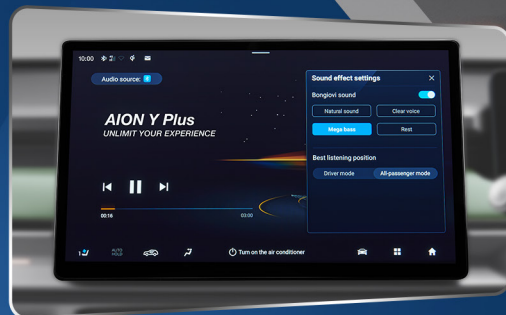 10:00
Audio source:
AION Y Plus
UNLIMIT YOUR EXPERIENCE
00:16
03:00
Sound effect settings
Bongiovi sound
Natural sound
Clear voice
Mega bass
Rest
Best listening position
Driver mode
All-passenger mode
1
AUTO
HOLD
Turn on the air conditioner